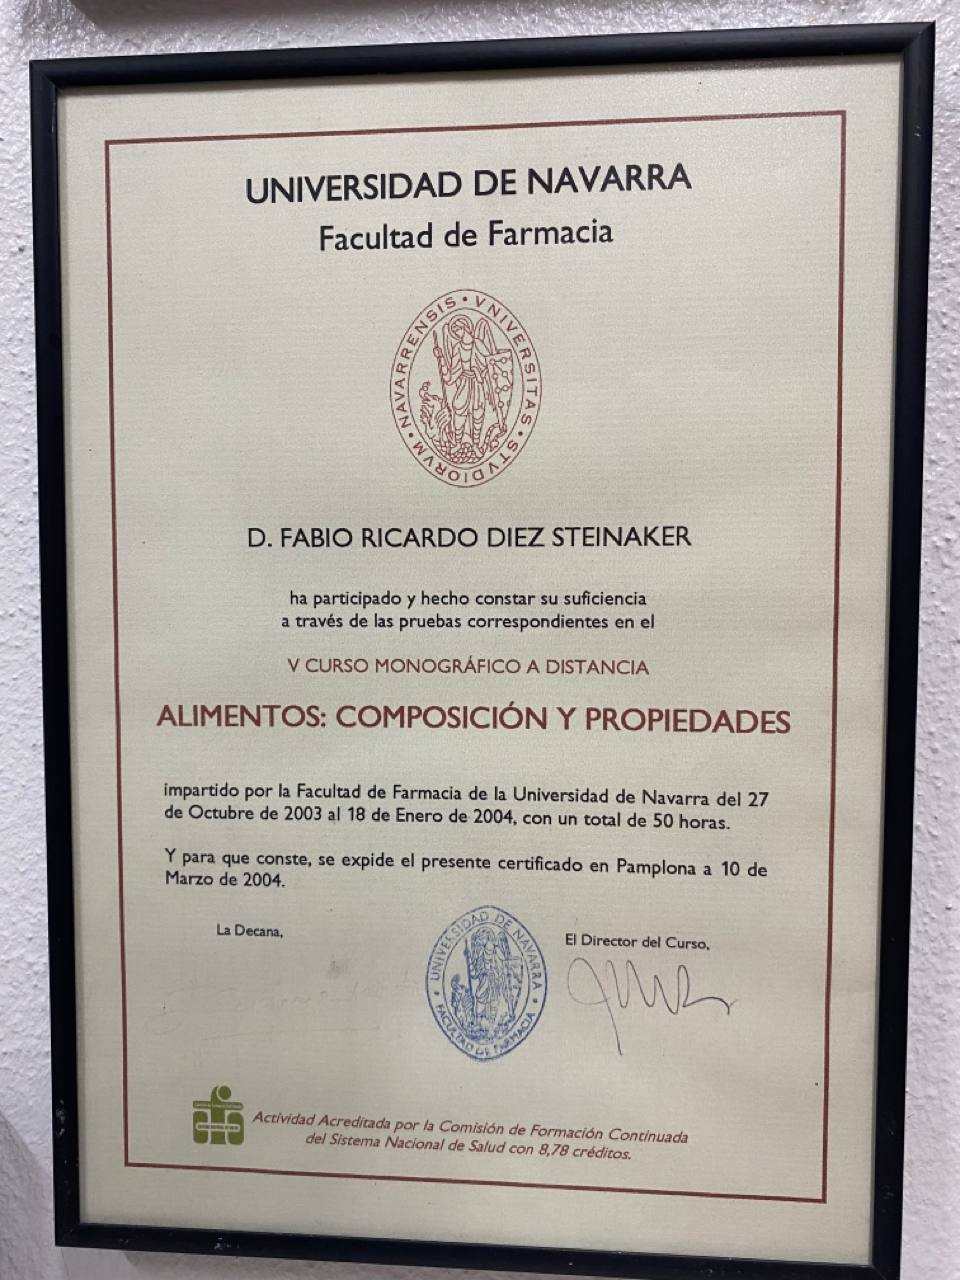 UNIVERSIDAD DE NAVARRA
Facultad de Farmacia
VNIVERSITAS • STVDIORVM • NAVARRENSIS •
D. FABIO RICARDO DIEZ STEINAKER
ha participado y hecho constar su suficiencia
a través de las pruebas correspondientes en el
V CURSO MONOGRÁFICO A DISTANCIA
ALIMENTOS: COMPOSICIÓN Y PROPIEDADES
impartido por la Facultad de Farmacia de la Universidad de Navarra del 27
de Octubre de 2003 al 18 de Enero de 2004, con un total de 50 horas.
Y para que conste, se expide el presente certificado en Pamplona a 10 de
Marzo de 2004.
La Decana,
El Director del Curso,
UNIVERSIDAD DE NAVARRA • FACULTAD DE FARMACIA •
Actividad Acreditada por la Comisión de Formación Continuada
del Sistema Nacional de Salud con 8,78 créditos.